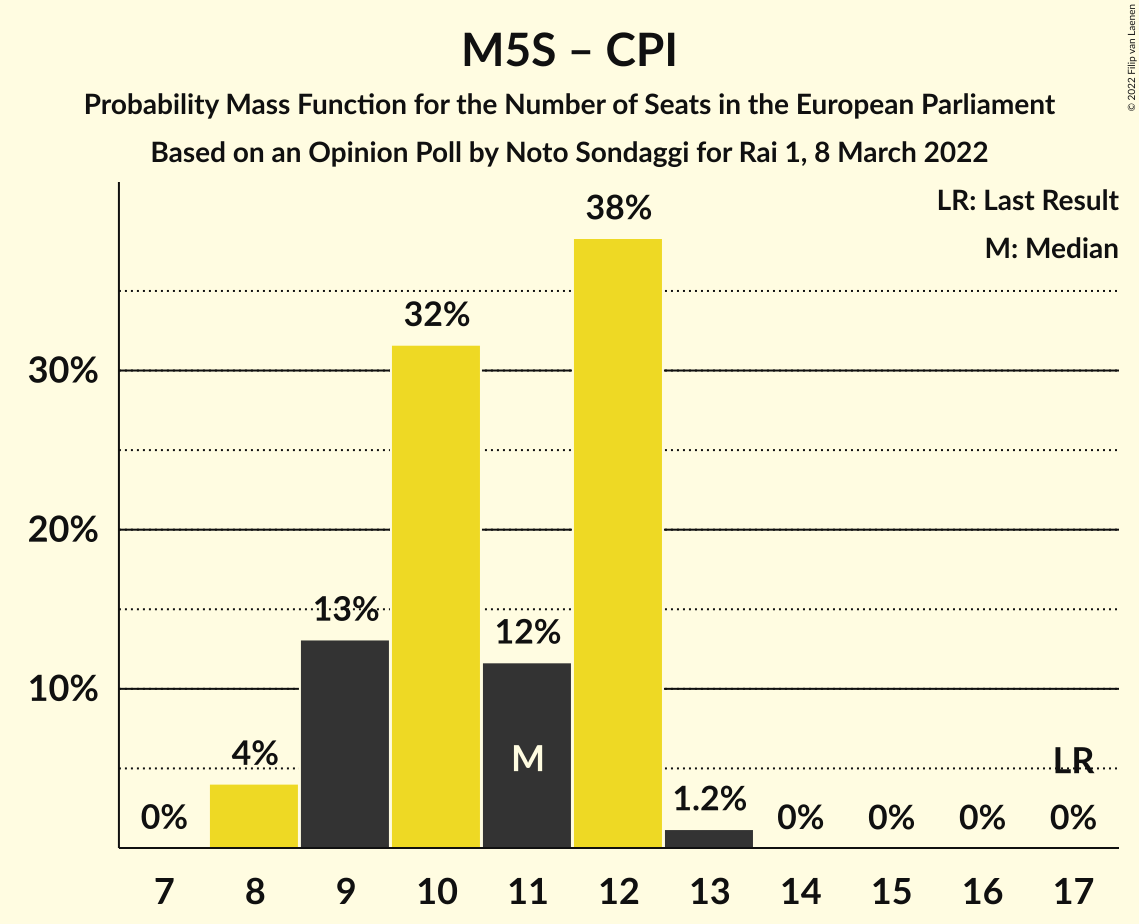 M5S – CPI
Probability Mass Function for the Number of Seats in the European Parliament
Based on an Opinion Poll by Noto Sondaggi for Rai 1, 8 March 2022
© 2022 Filip van Laenen
LR: Last Result
M: Median
38%
32%
30%
20%
13%
12%
10%
4%
M
LR
1.2%
0%
0%
0%
0%
0%
7 8 9 10 11 12 13 14 15 16 17